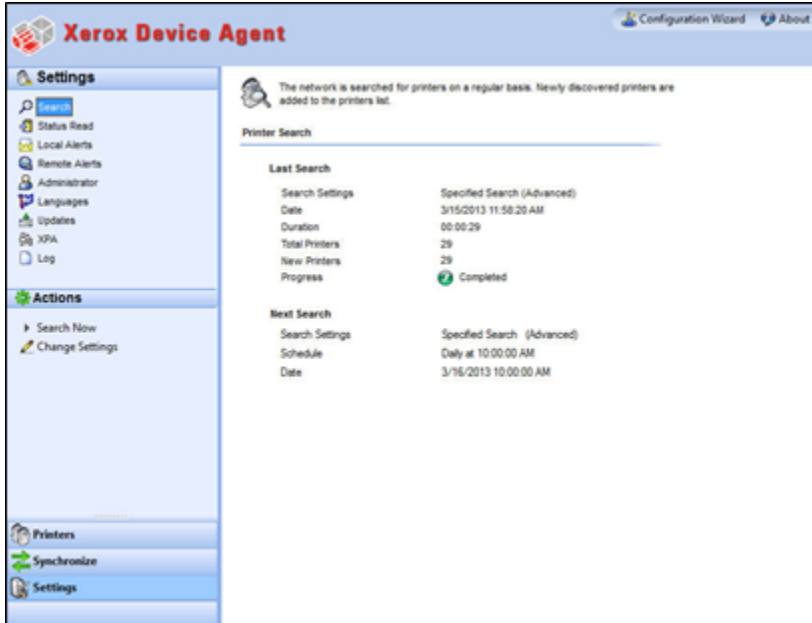 Xerox Device Agent
Configuration Wizard
About
Settings
Search
Status Read
Local Alerts
Remote Alerts
Administrator
Languages
Updates
XPA
Log
Actions
Search Now
Change Settings
Printers
Synchronize
Settings
The network is searched for printers on a regular basis. Newly discovered printers are
added to the printers list.
Printer Search
Last Search
Search Settings Specified Search (Advanced)
Date 3/15/2013 11:58:20 AM
Duration 00:00:29
Total Printers 29
New Printers 29
Progress Completed
Next Search
Search Settings Specified Search (Advanced)
Schedule Daily at 10:00:00 AM
Date 3/16/2013 10:00:00 AM